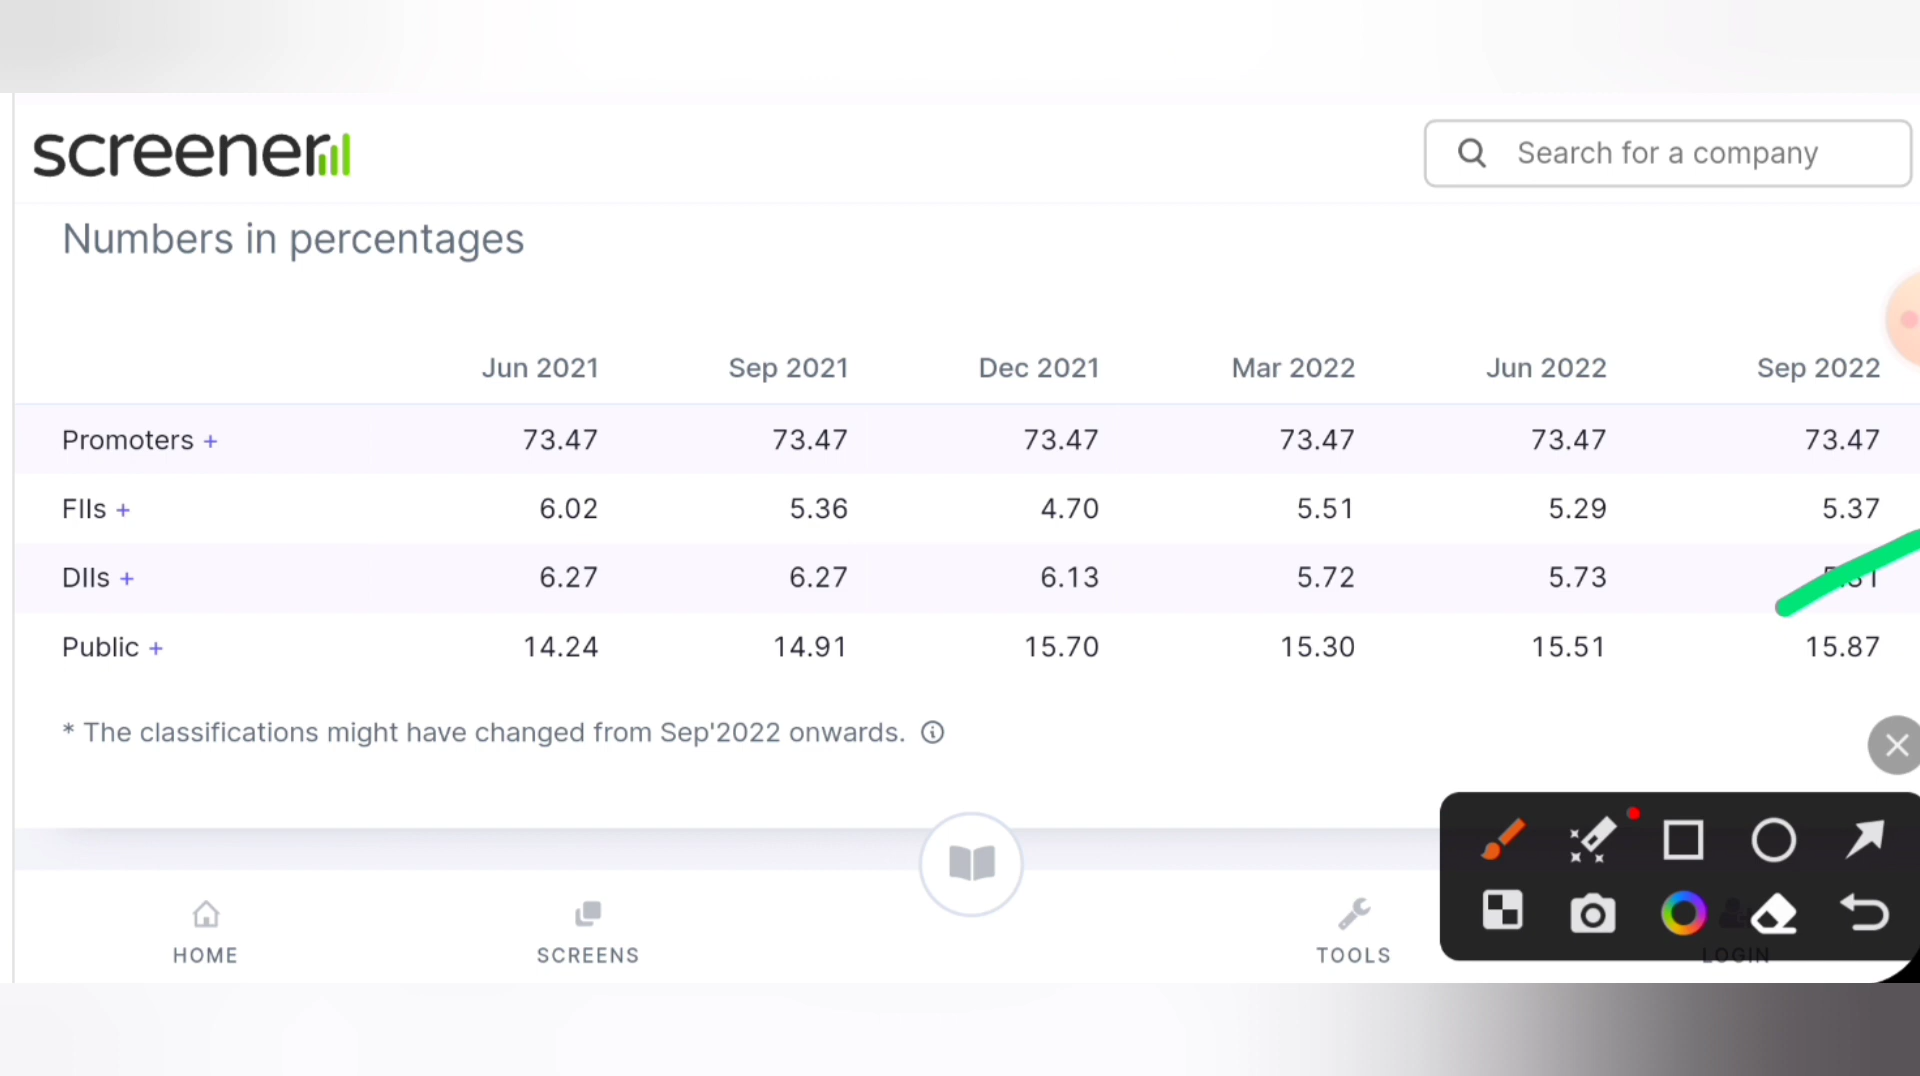 screener
Search for a company
Numbers in percentages
Jun 2021 Sep 2021 Dec 2021 Mar 2022 Jun 2022 Sep 2022
Promoters + 73.47 73.47 73.47 73.47 73.47 73.47
FIIs + 6.02 5.36 4.70 5.51 5.29 5.37
DIIs + 6.27 6.27 6.13 5.72 5.73
Public + 14.24 14.91 15.70 15.30 15.51 15.87
* The classifications might have changed from Sep'2022 onwards.
HOME SCREENS TOOLS LOGIN